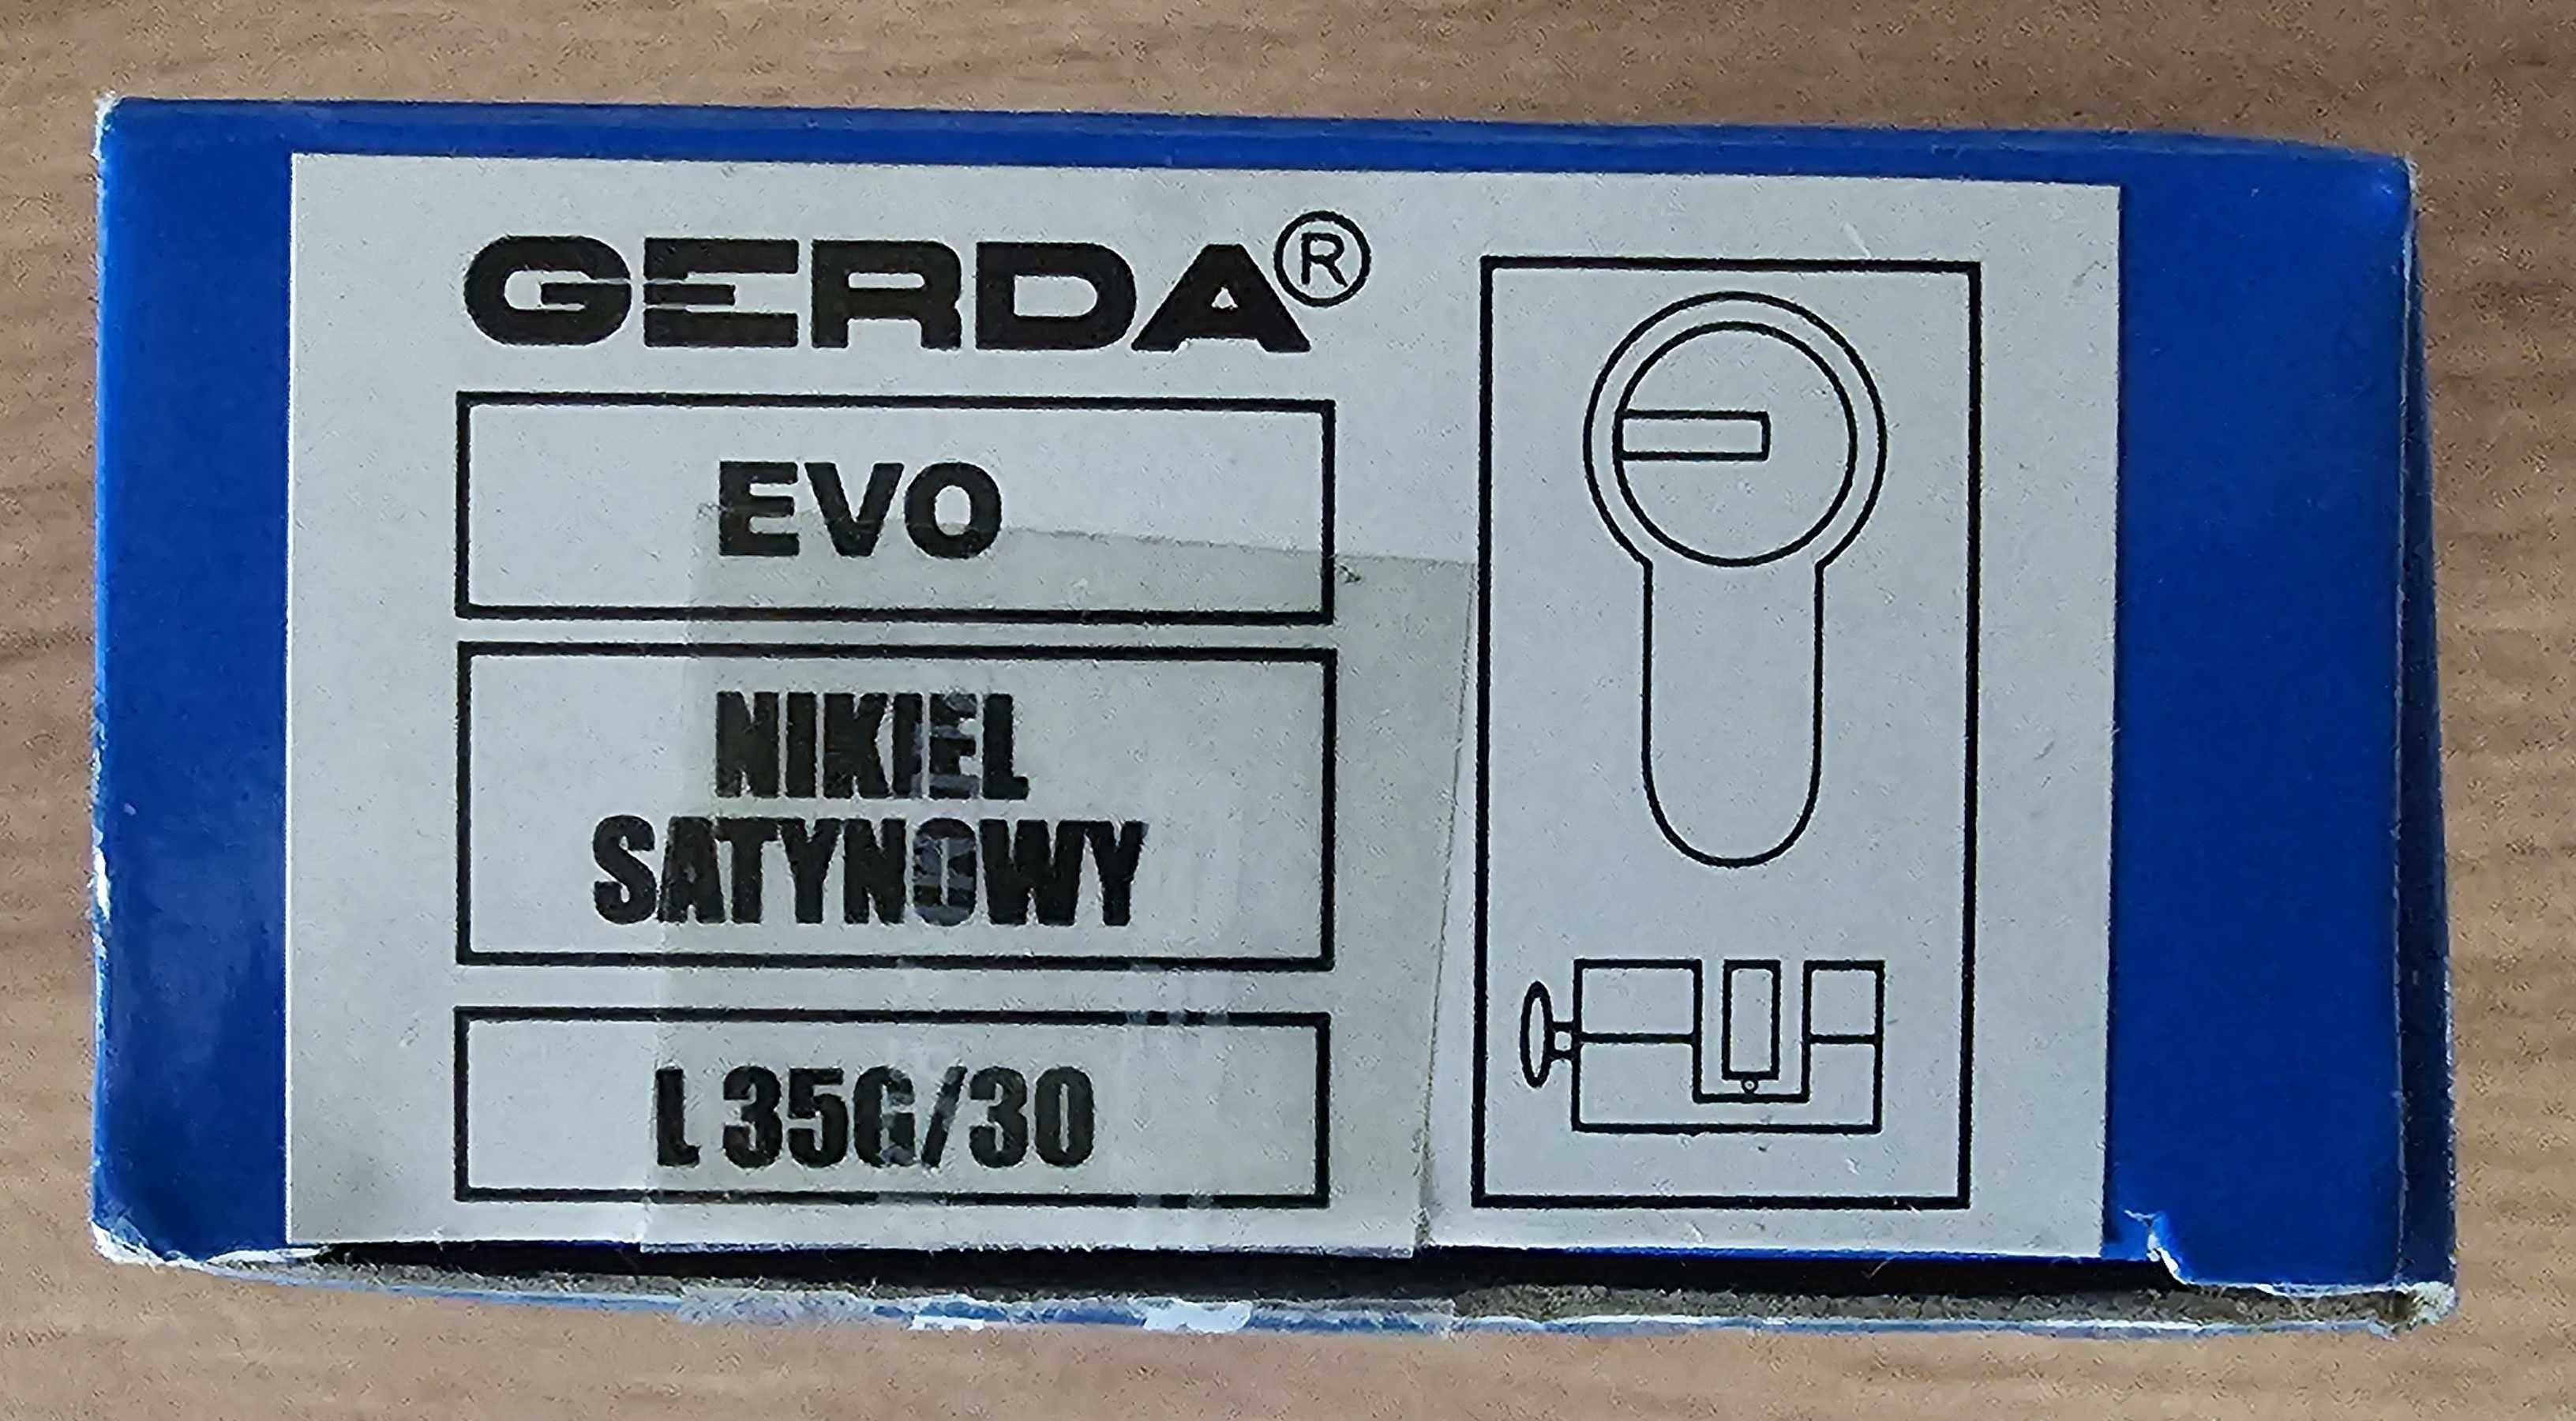 GERDA®
EVO
NIKIEL
SATYNOWY
L 35G/30